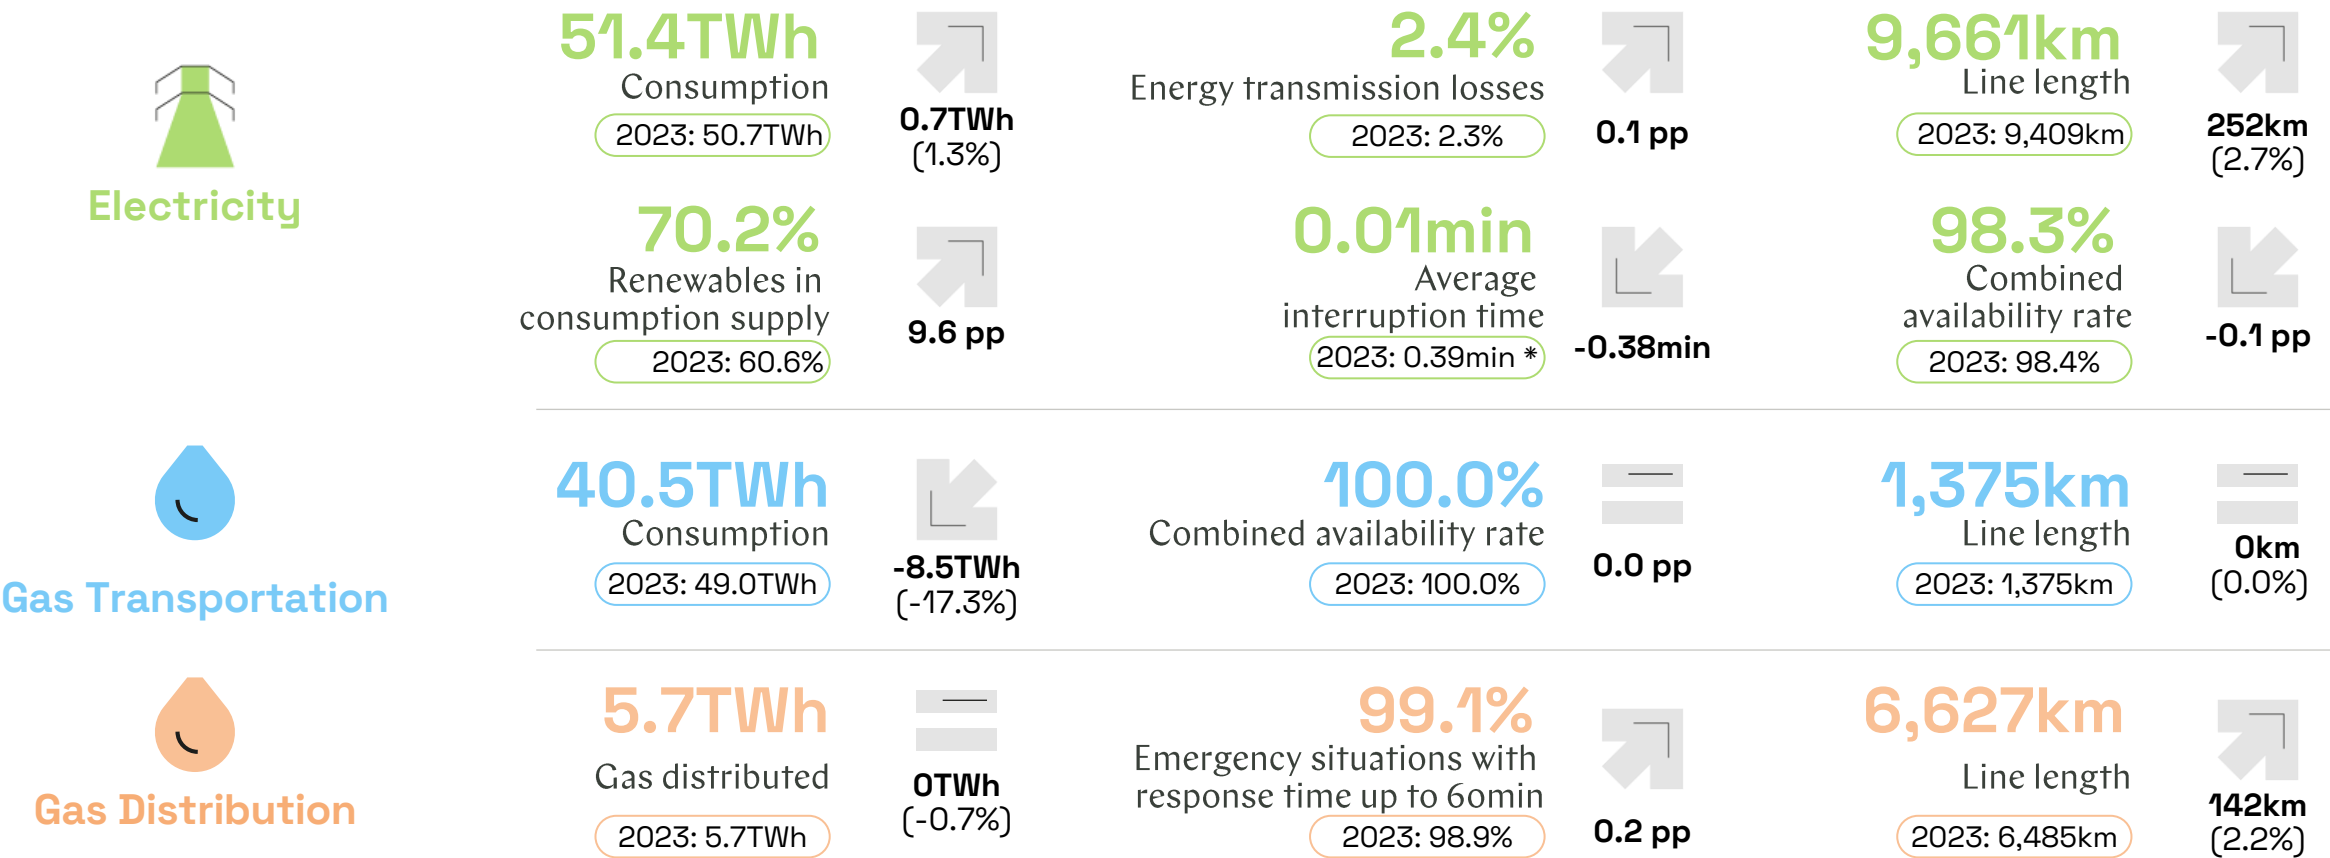 Electricity
51.4TWh
Consumption
2023: 50.7TWh
0.7TWh
(1.3%)
2.4%
Energy transmission losses
2023: 2.3%
0.1 pp
9,661km
Line length
2023: 9,409km
252km
(2.7%)
70.2%
Renewables in
consumption supply
2023: 60.6%
9.6 pp
0.01min
Average
interruption time
2023: 0.39min *
-0.38min
98.3%
Combined
availability rate
2023: 98.4%
-0.1 pp
Gas Transportation
40.5TWh
Consumption
2023: 49.0TWh
-8.5TWh
(-17.3%)
100.0%
Combined availability rate
2023: 100.0%
0.0 pp
1,375km
Line length
2023: 1,375km
0km
(0.0%)
Gas Distribution
5.7TWh
Gas distributed
2023: 5.7TWh
0TWh
(-0.7%)
99.1%
Emergency situations with
response time up to 60min
2023: 98.9%
0.2 pp
6,627km
Line length
2023: 6,485km
142km
(2.2%)